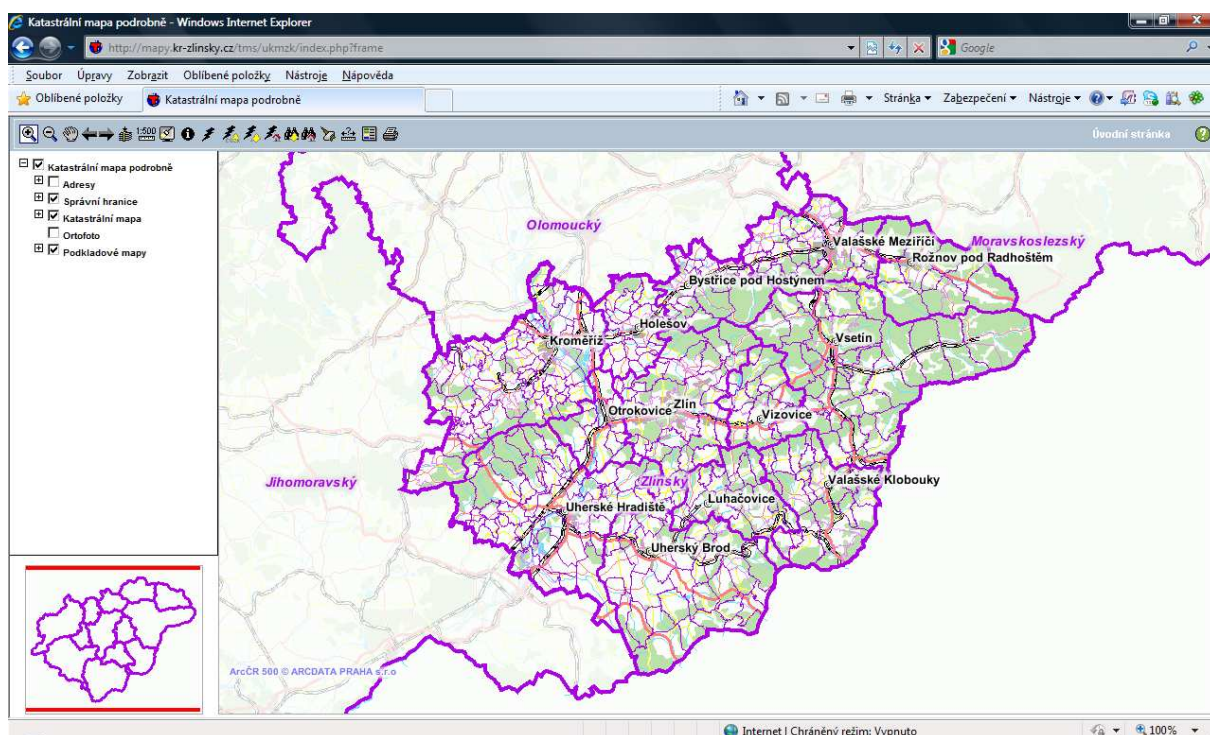 Katastrální mapa podrobně - Windows Internet Explorer
http://mapy.kr-zlinsky.cz/tms/ukmzk/index.php?frame
Google
Soubor Úpravy Zobrazit Oblíbené položky Nástroje Nápověda
Oblíbené položky
Katastrální mapa podrobně
Stránka
Zabezpečení
Nástroje
1:500
Úvodní stránka
Katastrální mapa podrobně
Adresy
Správní hranice
Katastrální mapa
Ortofoto
Podkladové mapy
Olomoucký
Valašské Meziříčí
Moravskoslezský
Rožnov pod Radhoštěm
Bystřice pod Hostýnem
Holešov
Kroměříž
Vsetín
Otrokovice
Zlín
Vizovice
Jihomoravský
Zlínský
Valašské Klobouky
Luhačovice
Uherské Hradiště
Uherský Brod
ArcČR 500 © ARCDATA PRAHA s.r.o
Internet | Chráněný režim: Vypnuto
100%